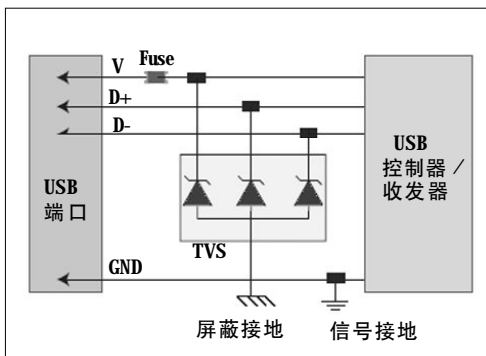 V
Fuse
D+
D-
USB
端口
USB
控制器／
收发器
TVS
GND
屏蔽接地
信号接地